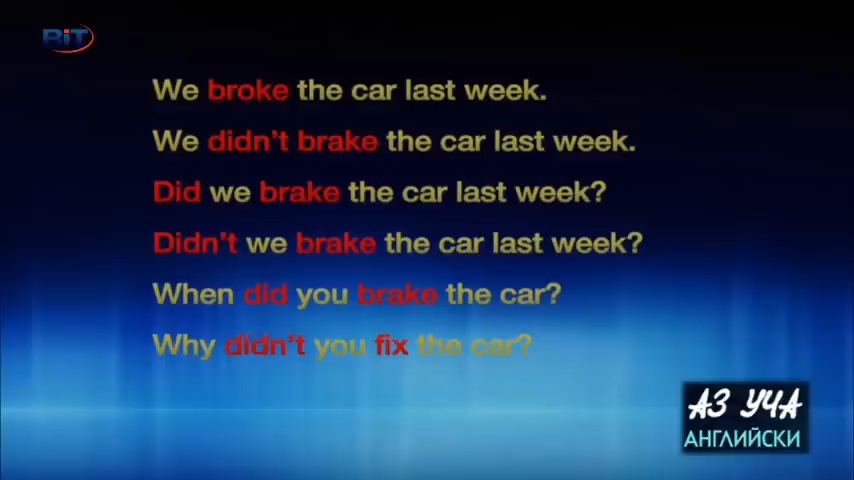 RiT
We broke the car last week.
We didn't brake the car last week.
Did we brake the car last week?
Didn't we brake the car last week?
When did you brake the car?
Why didn't you fix the car?
АЗ УЧА
АНГЛИЙСКИ